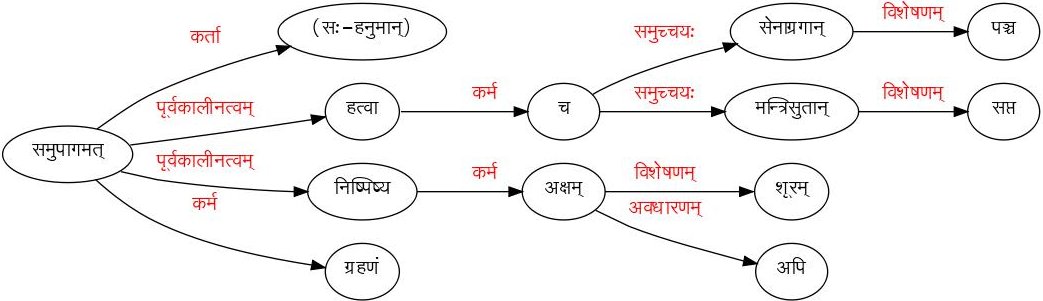 कर्ता
(सः-हनुमान्)
समुच्चयः
सेनाग्रगान्
विशेषणम्
पञ्च
पूर्वकालीनत्वम्
हत्वा
कर्म
च
समुच्चयः
मन्त्रिसुतान्
विशेषणम्
सप्त
समुपागमत्
पूर्वकालीनत्वम्
निष्पिष्य
कर्म
अक्षम्
विशेषणम्
शूरम्
कर्म
ग्रहणं
अवधारणम्
अपि